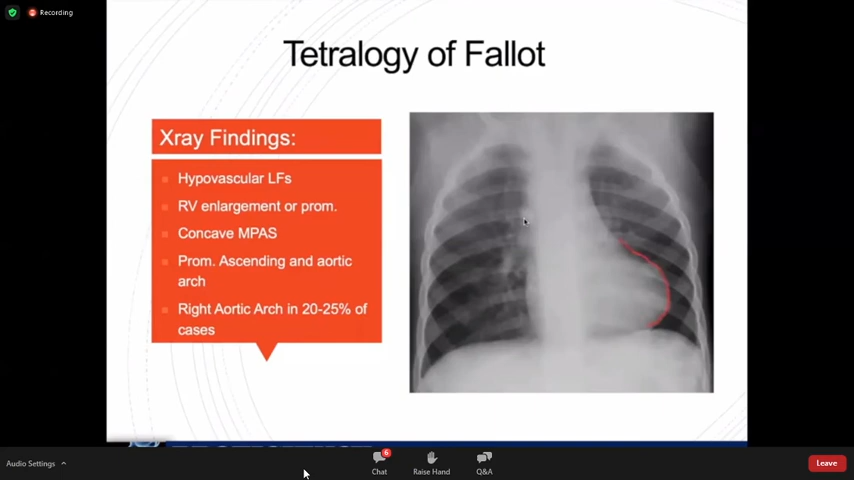 Recording
Tetralogy of Fallot
Xray Findings:
Hypovascular LFs
RV enlargement or prom.
Concave MPAS
Prom. Ascending and aortic
arch
Right Aortic Arch in 20-25% of
cases
Audio Settings
6
Chat
Raise Hand
Q&A
Leave